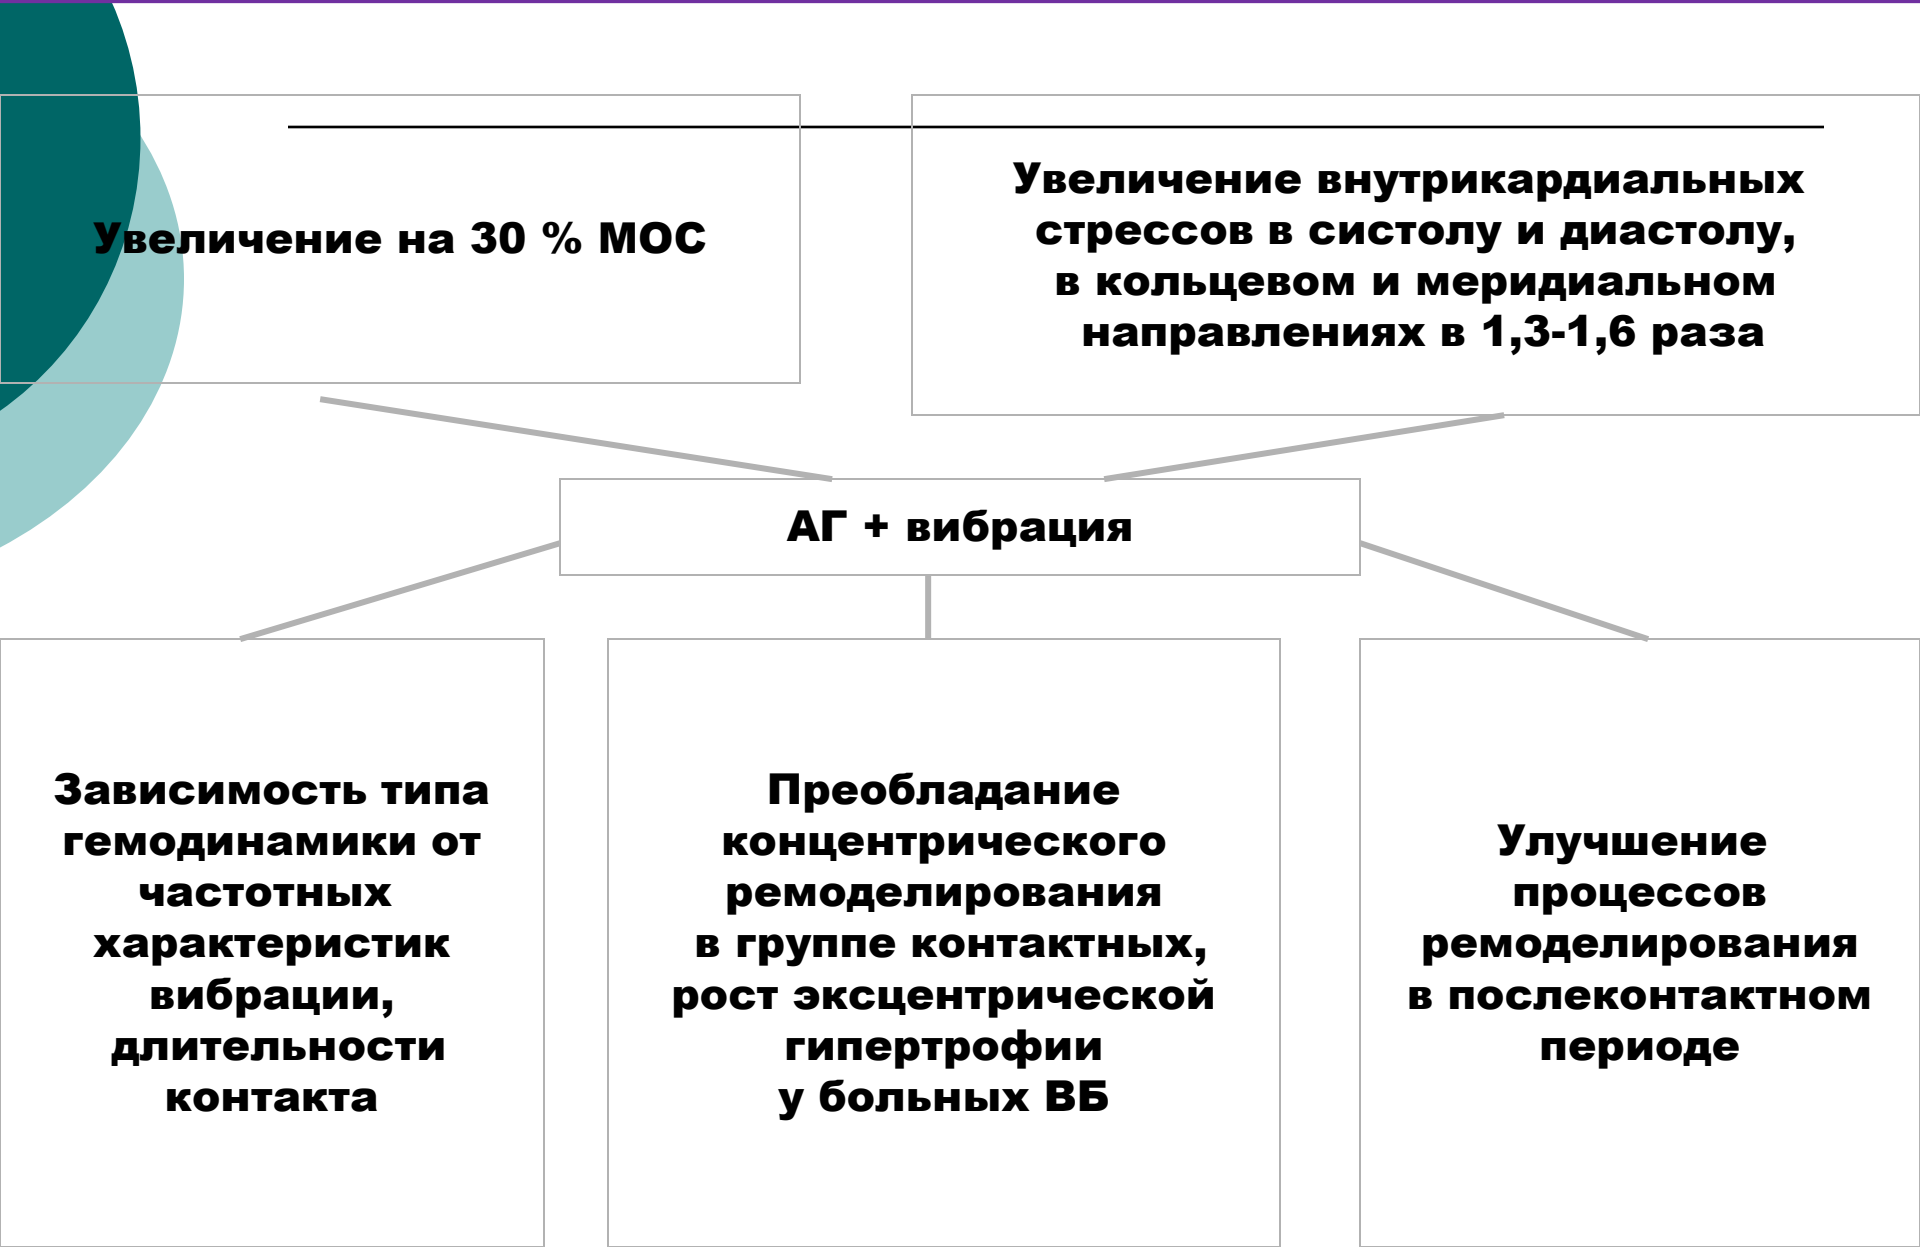 Увеличение на 30 % МОС
Увеличение внутрикардиальных
стрессов в систолу и диастолу,
в кольцевом и меридиальном
направлениях в 1,3-1,6 раза
АГ + вибрация
Зависимость типа
гемодинамики от
частотных
характеристик
вибрации,
длительности
контакта
Преобладание
концентрического
ремоделирования
в группе контактных,
рост эксцентрической
гипертрофии
у больных ВБ
Улучшение
процессов
ремоделирования
в послеконтактном
периоде